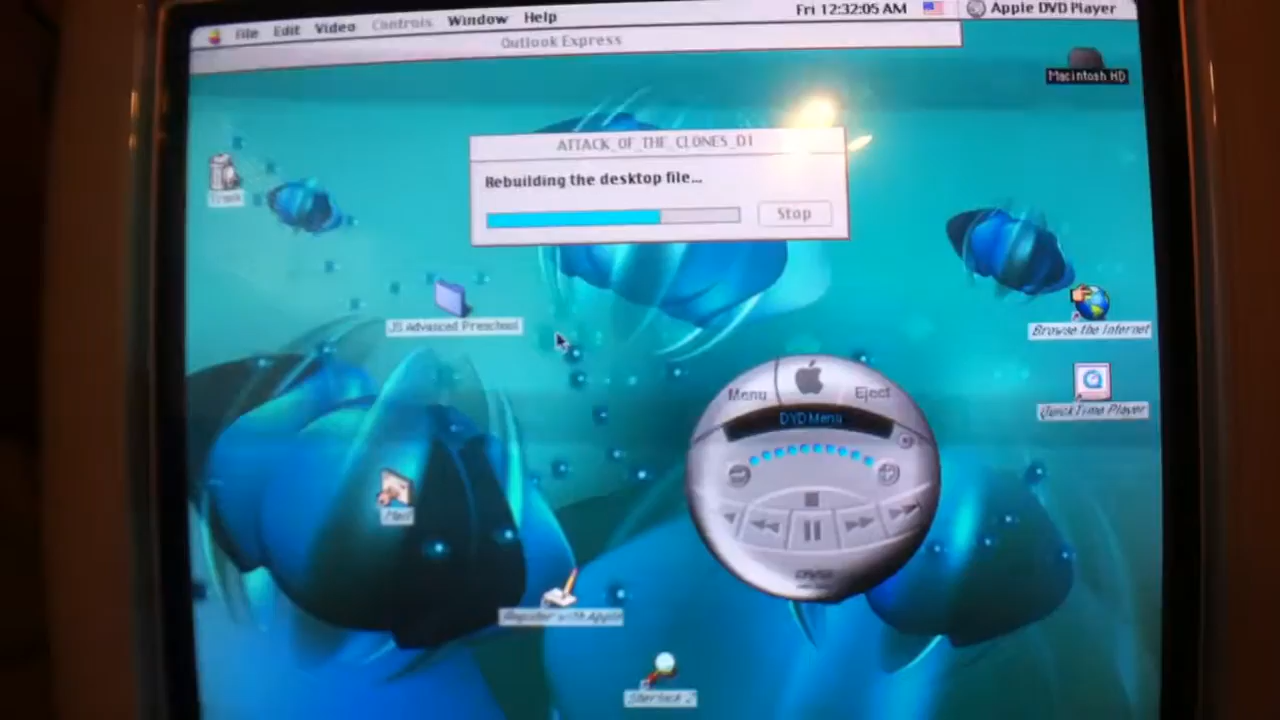 File Edit Video Controls Window Help Fri 12:32:05 AM Apple DVD Player
Outlook Express
Macintosh HD
ATTACK_OF_THE_CLONES_D1
Rebuilding the desktop file...
Stop
Trash
JS Advanced Preschool
Browse the Internet
QuickTime Player
Menu Eject
DVD Menu
Mail
Register with Apple
Sherlock 2